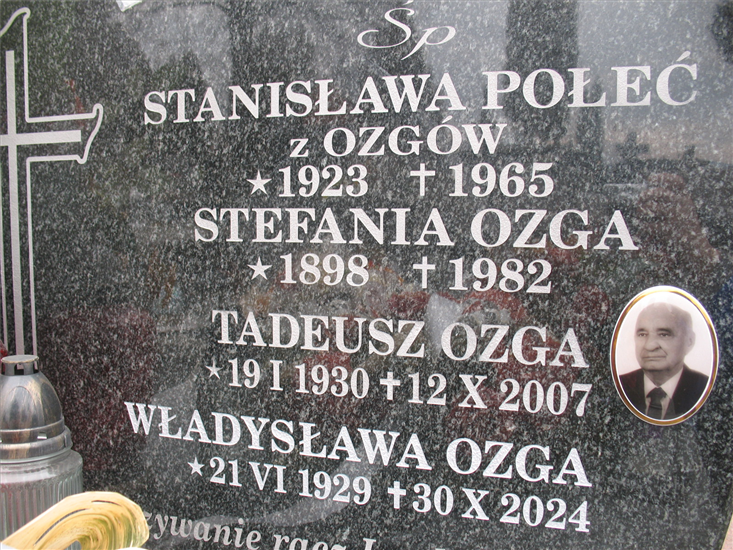 Śp
STANISŁAWA POŁEĆ
z OZGÓW
★1923 ✝1965
STEFANIA OZGA
★1898 ✝1982
TADEUSZ OZGA
★19 I 1930 ✝12 X 2007
WŁADYSŁAWA OZGA
★21 VI 1929 ✝30 X 2024
racz